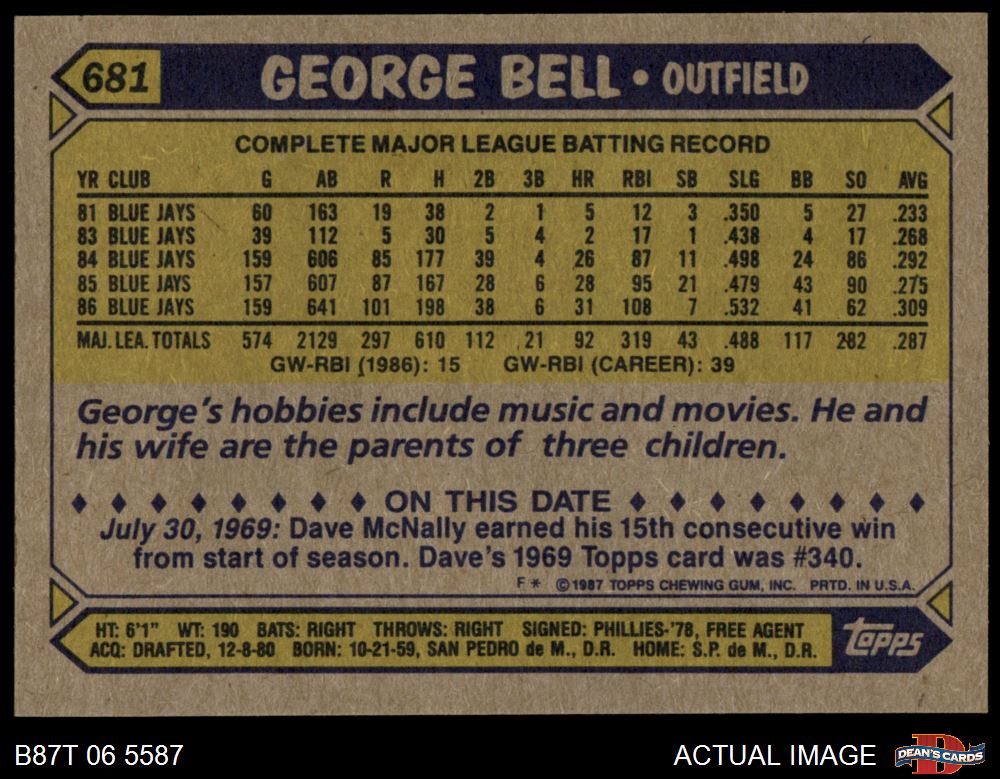 681 GEORGE BELL • OUTFIELD
COMPLETE MAJOR LEAGUE BATTING RECORD
YR CLUB G AB R H 2B 3B HR RBI SB SLG BB SO AVG
81 BLUE JAYS 60 163 19 38 2 1 5 12 3 .350 5 27 .233
83 BLUE JAYS 39 112 5 30 5 4 2 17 1 .438 4 17 .268
84 BLUE JAYS 159 606 85 177 39 4 26 87 11 .498 24 86 .292
85 BLUE JAYS 157 607 87 167 28 6 28 95 21 .479 43 90 .275
86 BLUE JAYS 159 641 101 198 38 6 31 108 7 .532 41 62 .309
MAJ. LEA. TOTALS 574 2129 297 610 112 21 92 319 43 .488 117 282 .287
GW-RBI (1986): 15 GW-RBI (CAREER): 39
George's hobbies include music and movies. He and
his wife are the parents of three children.
♦ ♦ ♦ ♦ ♦ ♦ ♦ ♦ ON THIS DATE ♦ ♦ ♦ ♦ ♦ ♦ ♦ ♦
July 30, 1969: Dave McNally earned his 15th consecutive win
from start of season. Dave's 1969 Topps card was #340.
F* ©1987 TOPPS CHEWING GUM, INC. PRTD. IN U.S.A.
HT: 6'1" WT: 190 BATS: RIGHT THROWS: RIGHT SIGNED: PHILLIES-'78, FREE AGENT
ACQ: DRAFTED, 12-8-80 BORN: 10-21-59, SAN PEDRO de M., D.R. HOME: S.P. de M., D.R.
topps
B87T 06 5587 ACTUAL IMAGE DEAN'S CARDS